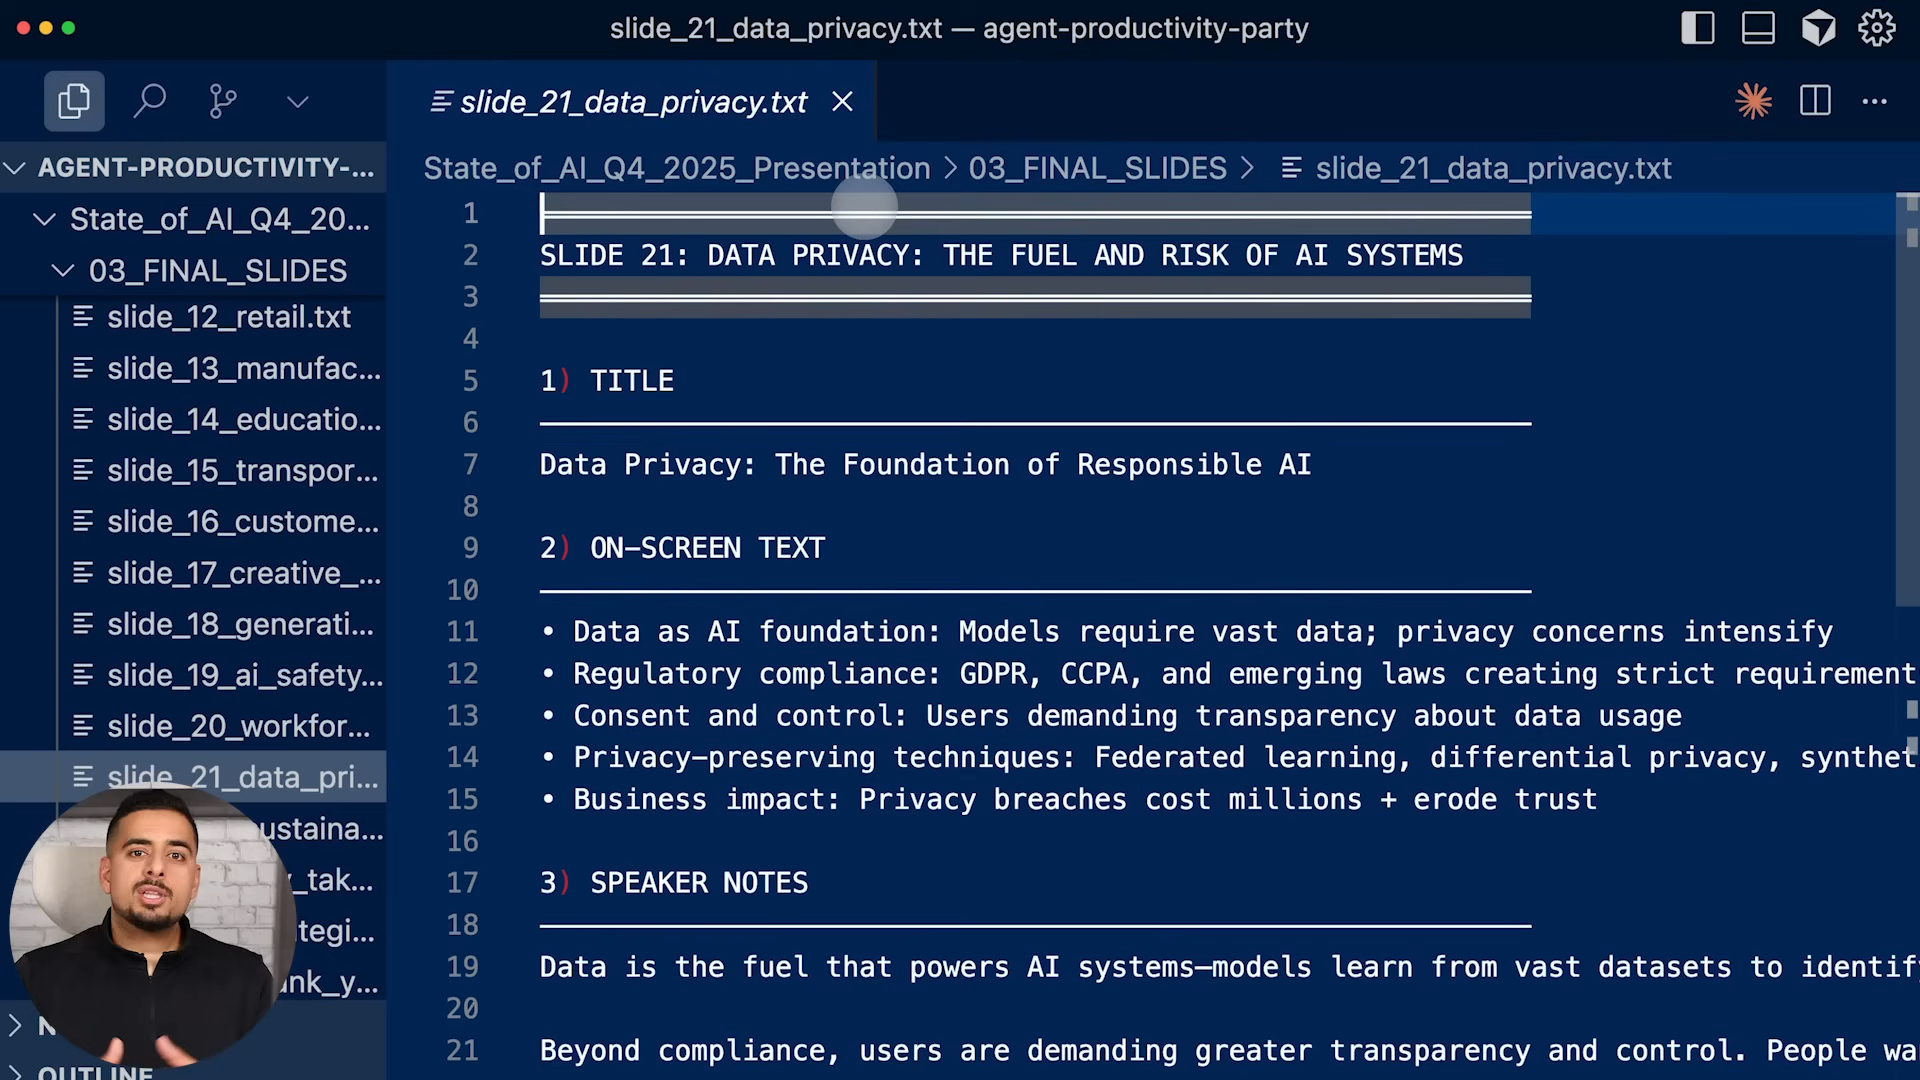 slide_21_data_privacy.txt — agent-productivity-party
slide_21_data_privacy.txt
AGENT-PRODUCTIVITY-...
State_of_AI_Q4_20...
03_FINAL_SLIDES
slide_12_retail.txt
slide_13_manufac...
slide_14_educatio...
slide_15_transpor...
slide_16_custome...
slide_17_creative_...
slide_18_generati...
slide_19_ai_safety...
slide_20_workfor...
slide_21_data_pri...
ustaina...
_tak...
tegi...
ank_y...
N
OUTLINE
State_of_AI_Q4_2025_Presentation > 03_FINAL_SLIDES > slide_21_data_privacy.txt
1
2 SLIDE 21: DATA PRIVACY: THE FUEL AND RISK OF AI SYSTEMS
3
4
5 1) TITLE
6
7 Data Privacy: The Foundation of Responsible AI
8
9 2) ON-SCREEN TEXT
10
11 • Data as AI foundation: Models require vast data; privacy concerns intensify
12 • Regulatory compliance: GDPR, CCPA, and emerging laws creating strict requirement
13 • Consent and control: Users demanding transparency about data usage
14 • Privacy-preserving techniques: Federated learning, differential privacy, synthet
15 • Business impact: Privacy breaches cost millions + erode trust
16
17 3) SPEAKER NOTES
18
19 Data is the fuel that powers AI systems—models learn from vast datasets to identify
20
21 Beyond compliance, users are demanding greater transparency and control. People wa